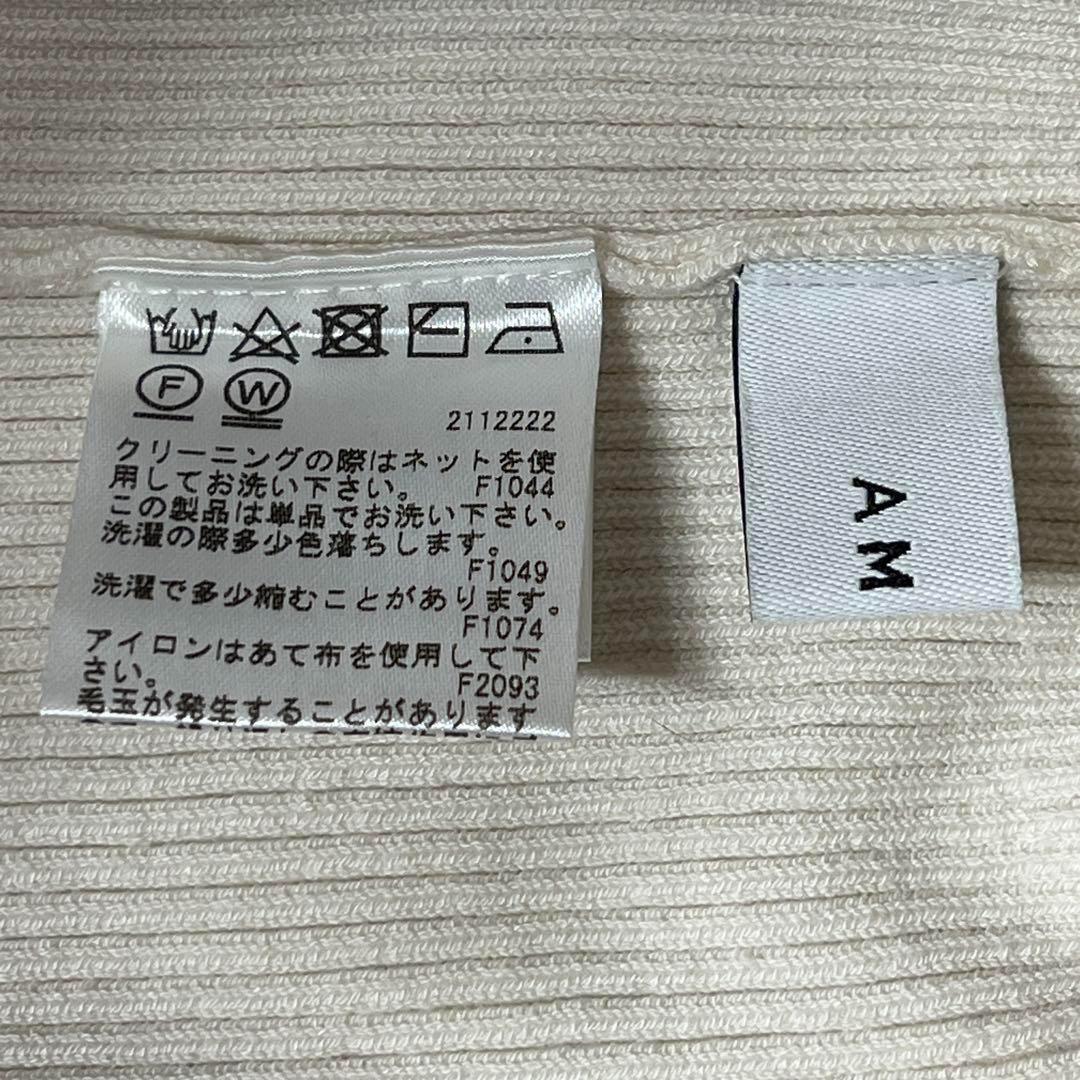 F
W
2112222
クリーニングの際はネットを使
用してお洗い下さい。 F1044
この製品は単品でお洗い下さい。
洗濯の際多少色落ちします。
F1049
洗濯で多少縮むことがあります。
F1074
アイロンはあて布を使用して下
さい。 F2093
毛玉が発生することがあります
A M